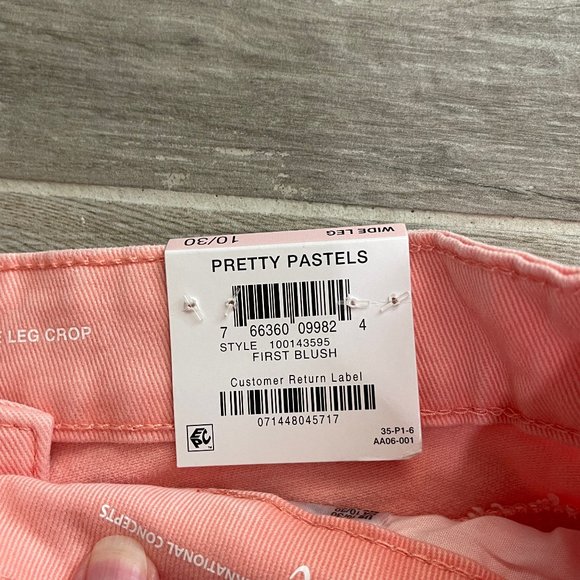 10/30 WIDE LEG
PRETTY PASTELS
7 66360 09982 4
STYLE 100143595
FIRST BLUSH
Customer Return Label
071448045717
EPC
35-P1-6
AA06-001
LEG CROP
CONCEPTS